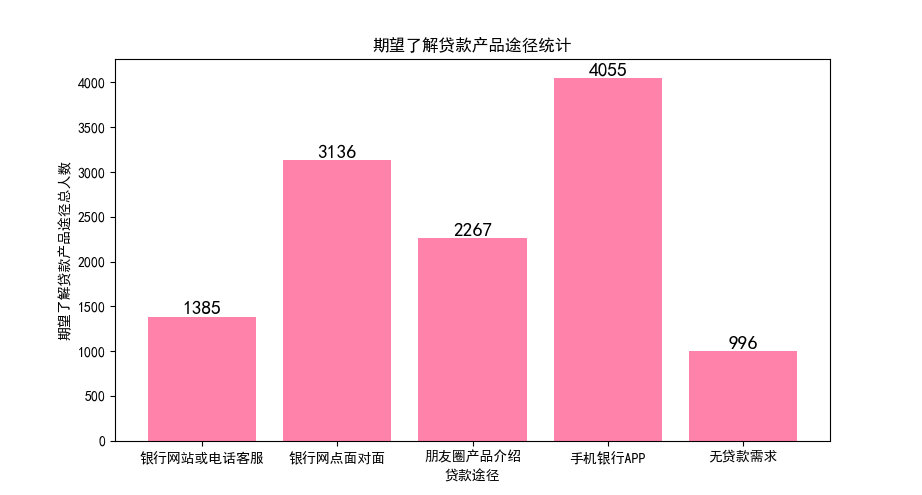 期望了解贷款产品途径统计
期望了解贷款产品途径总人数
4000
3500
3000
2500
2000
1500
1000
500
0
1385
3136
2267
4055
996
银行网站或电话客服
银行网点面对面
朋友圈产品介绍
手机银行APP
无贷款需求
贷款途径